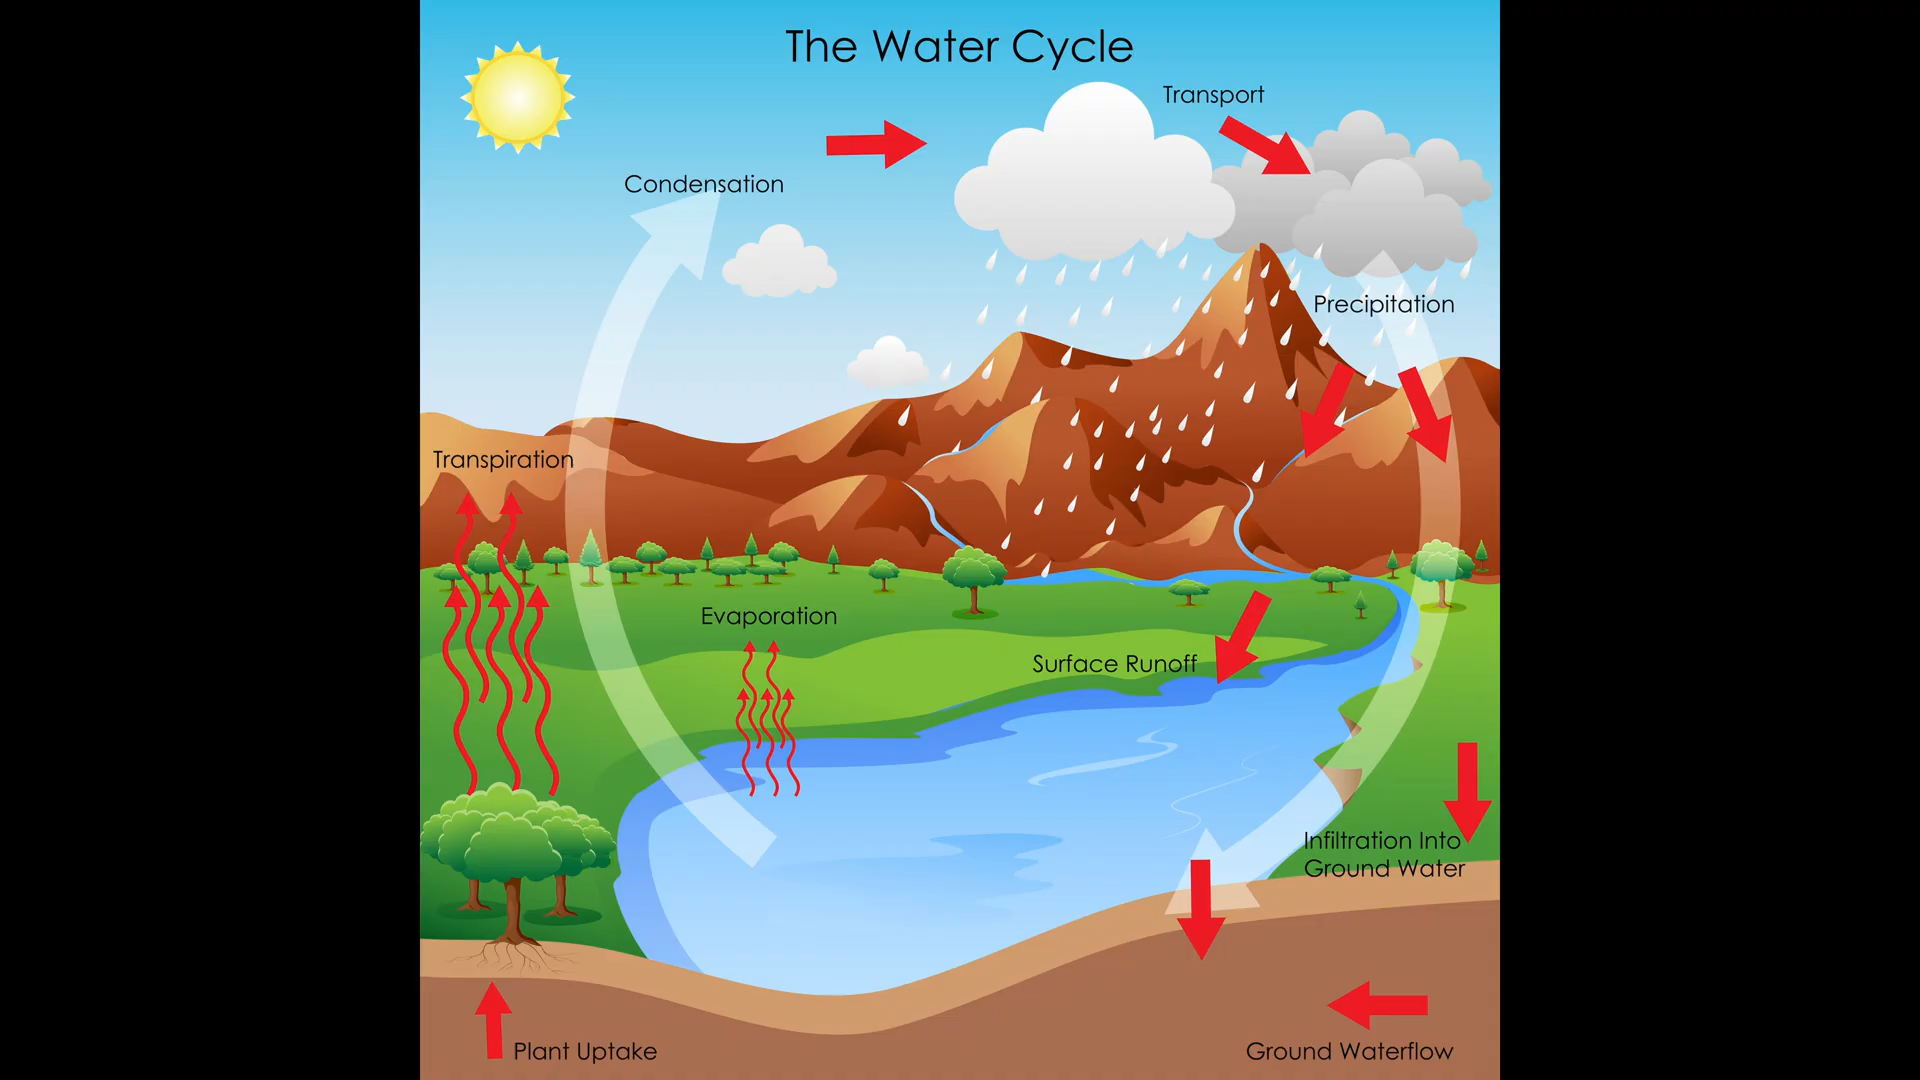 The Water Cycle
Transport
Condensation
Precipitation
Transpiration
Evaporation
Surface Runoff
Infiltration Into
Ground Water
Plant Uptake
Ground Waterflow